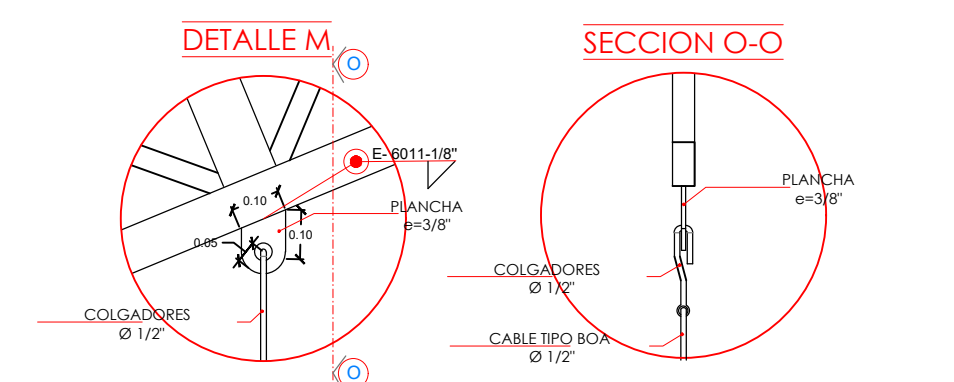 DETALLE M
O
E- 6011-1/8"
0.10
PLANCHA
e=3/8"
0.10
0.05
COLGADORES
Ø 1/2"
O
SECCION O-O
PLANCHA
e=3/8"
COLGADORES
Ø 1/2"
CABLE TIPO BOA
Ø 1/2"